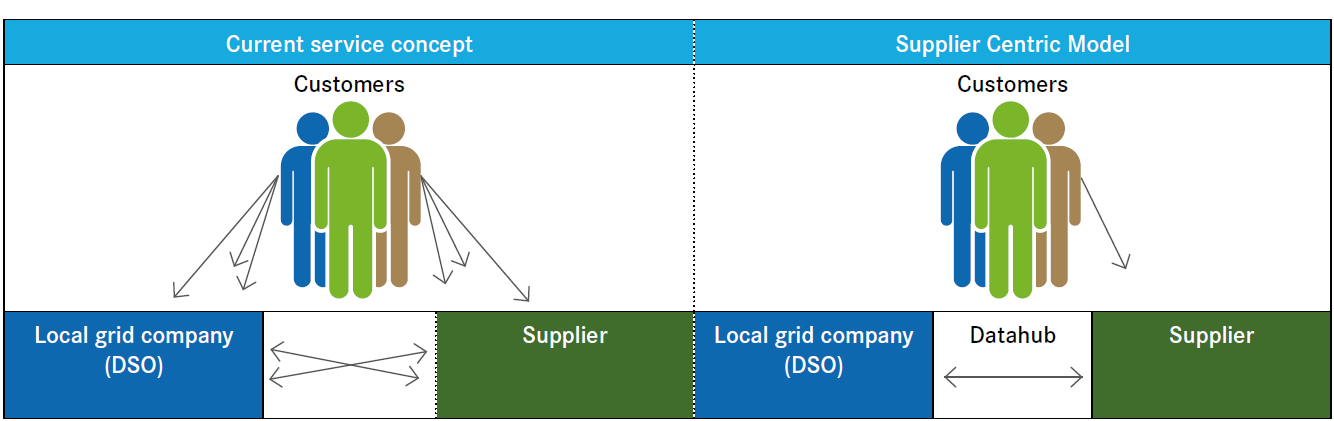 Current service concept
Supplier Centric Model
Customers
Customers
Local grid company
(DSO)
Supplier
Local grid company
(DSO)
Datahub
Supplier